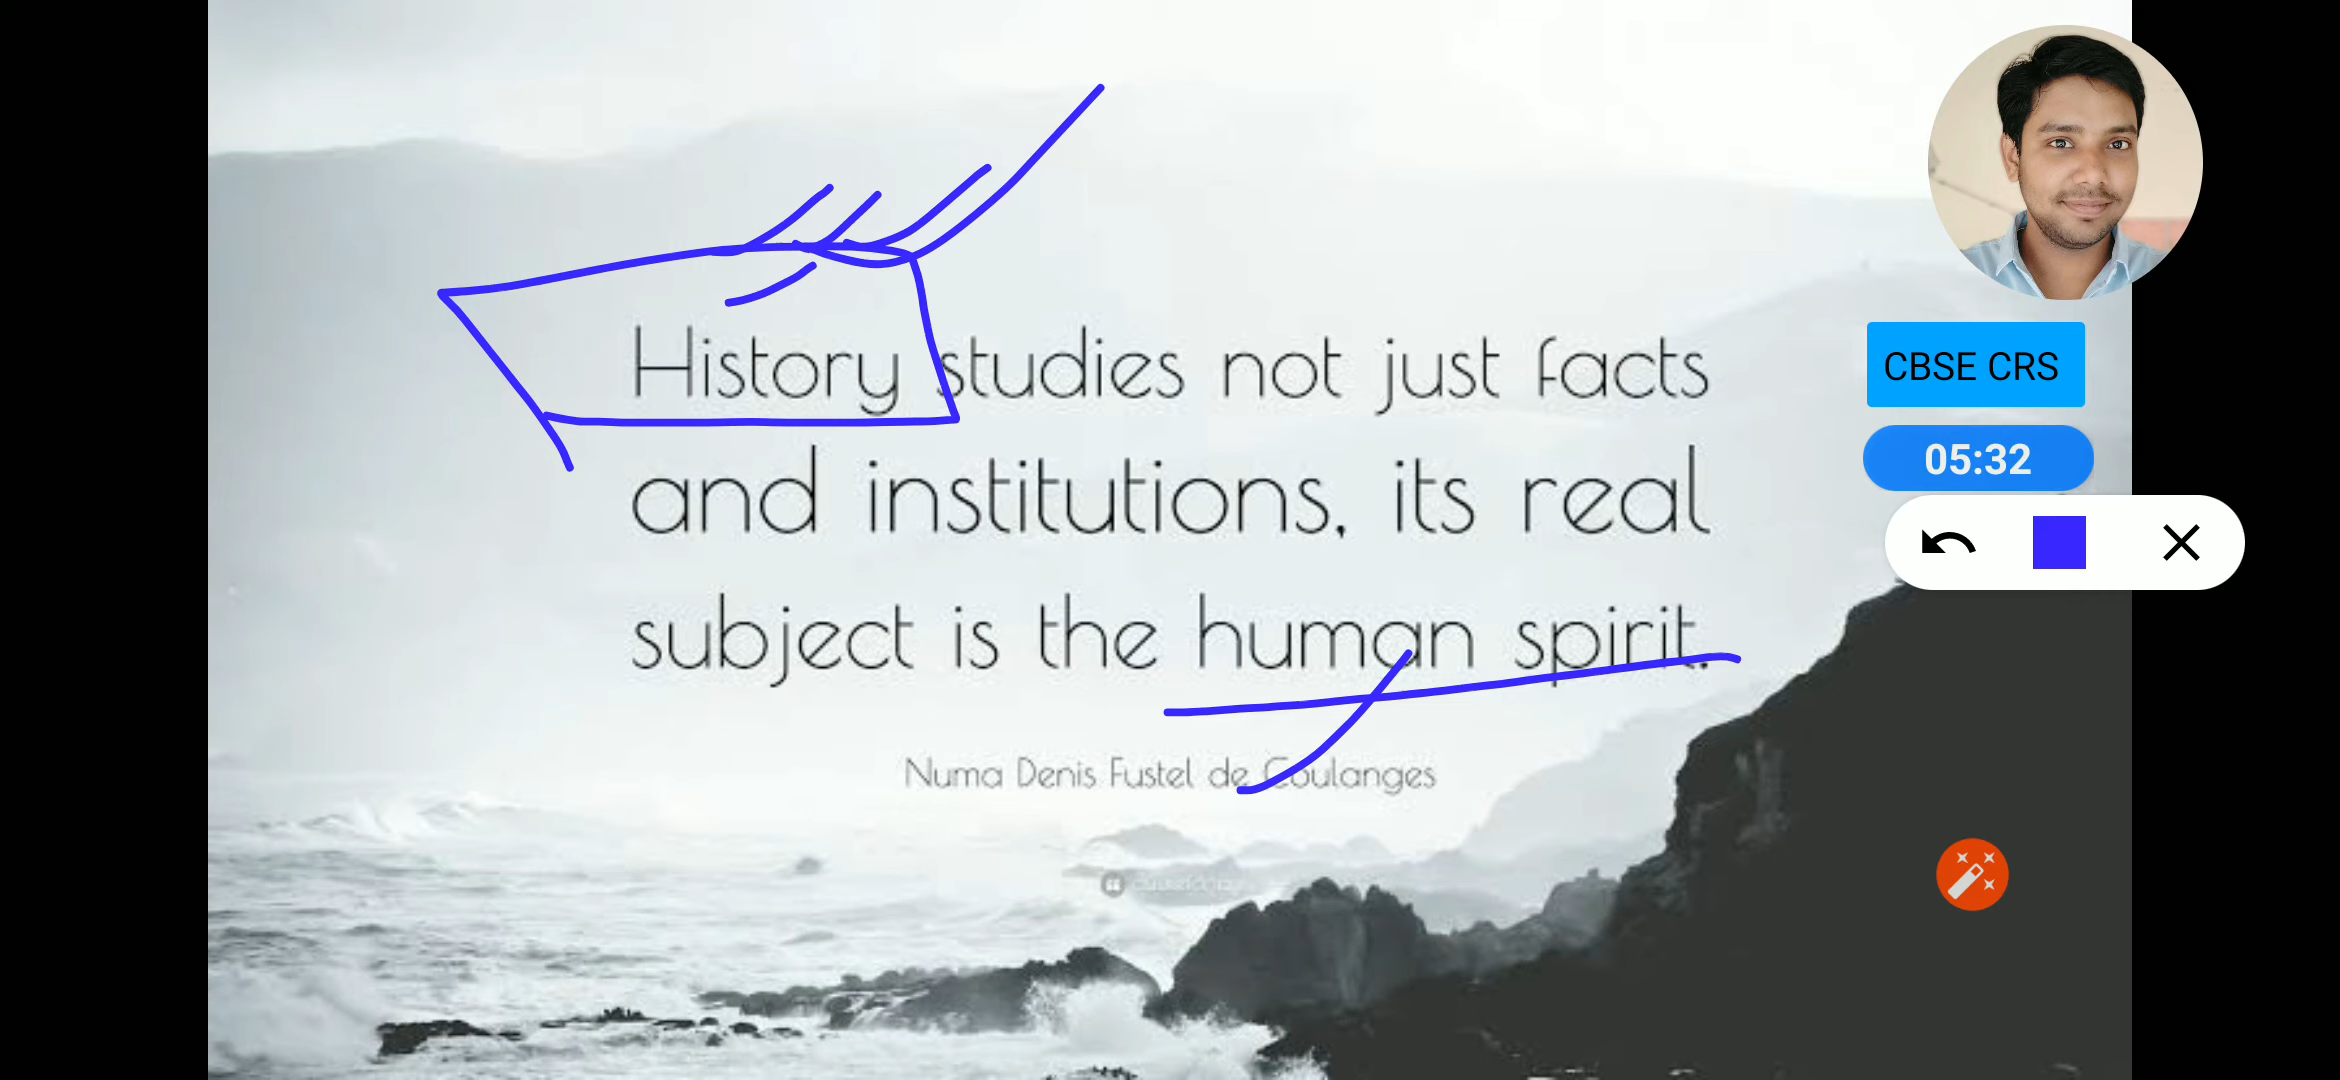 History studies not just facts
and institutions, its real
subject is the human spirit.
Numa Denis Fustel de Coulanges
CBSE CRS
05:32